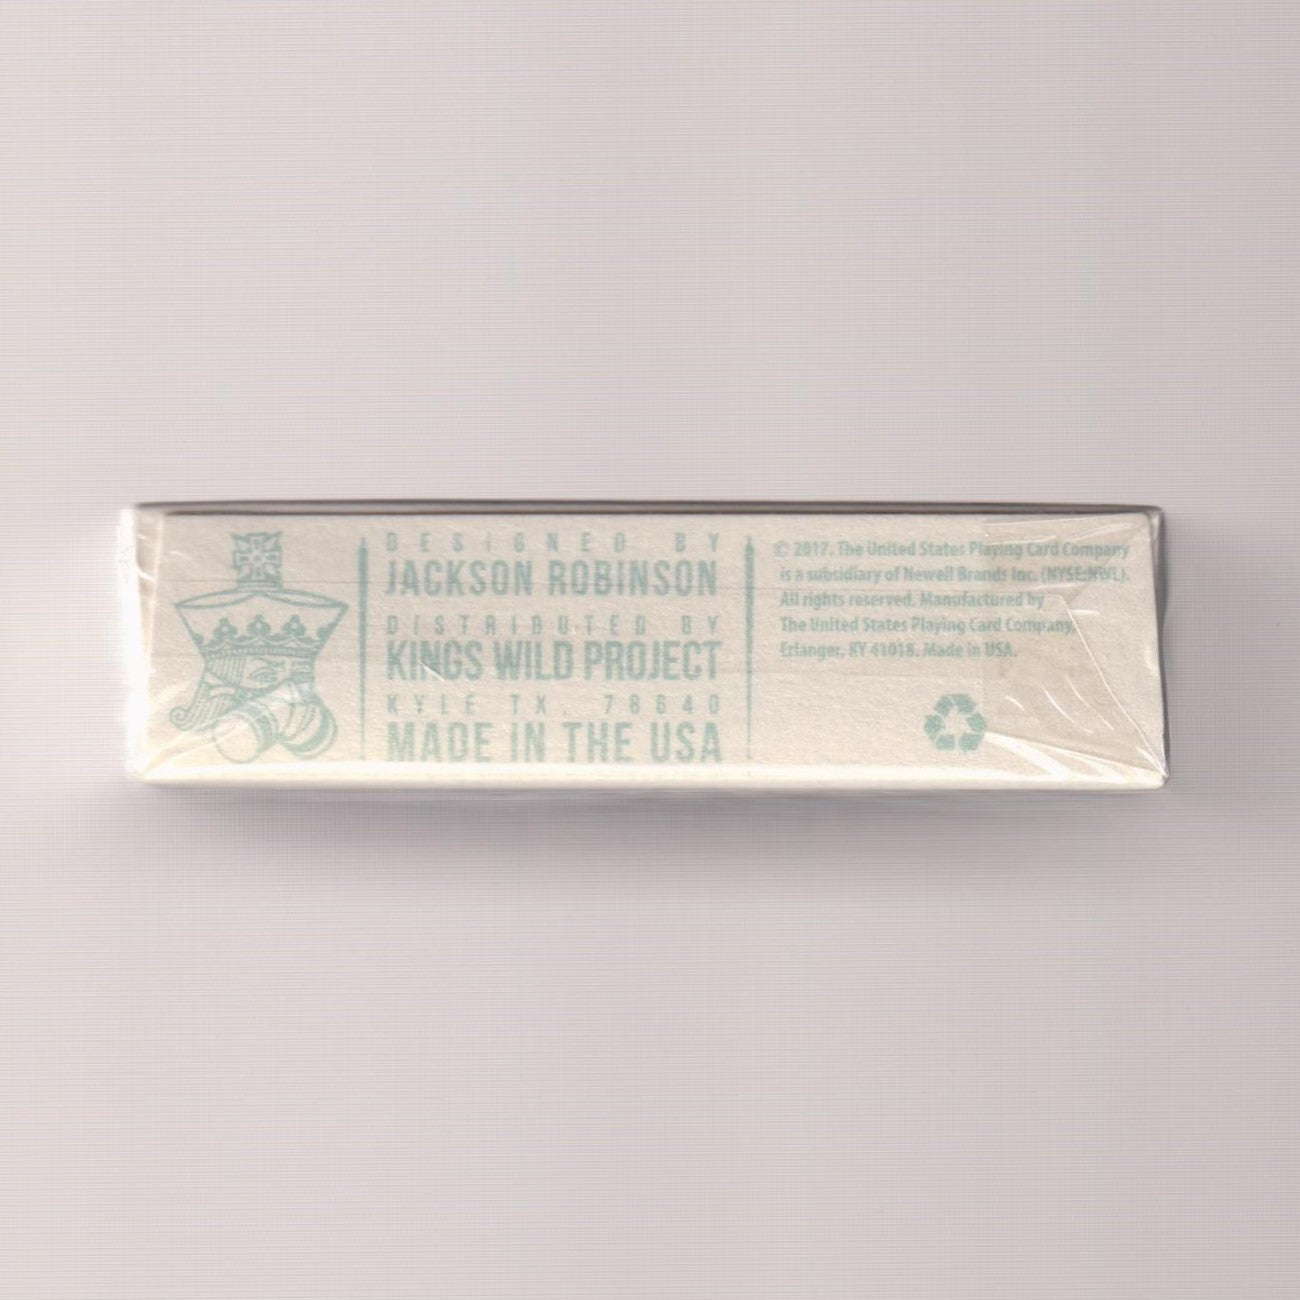 DESIGNED BY
JACKSON ROBINSON
DISTRIBUTED BY
KINGS WILD PROJECT
KYLE TX. 78640
MADE IN THE USA
© 2017. The United States Playing Card Company
is a subsidiary of Newell Brands Inc. (NYSE:NWL).
All rights reserved. Manufactured by
The United States Playing Card Company,
Erlanger, KY 41018. Made in USA.